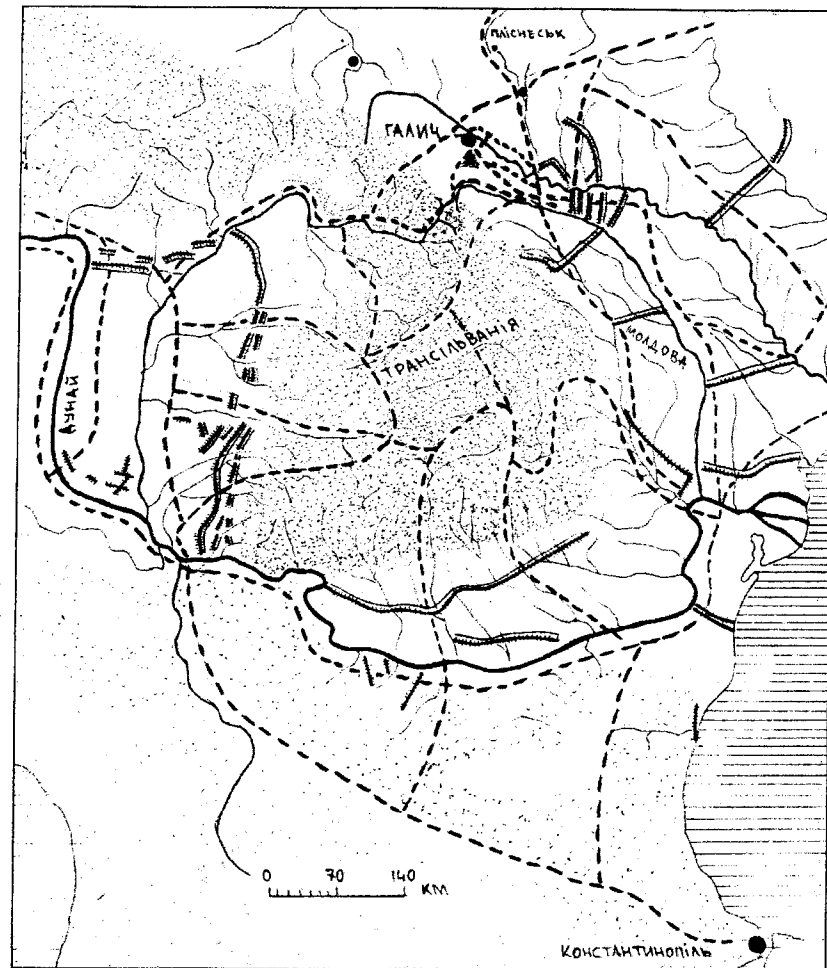 ПЛІСНЕСЬК
ГАЛИЧ
ТРАНСІЛЬВАНІЯ
МОЛДОВА
ДУНАЙ
0 70 140
КМ
КОНСТАНТИНОПІЛЬ